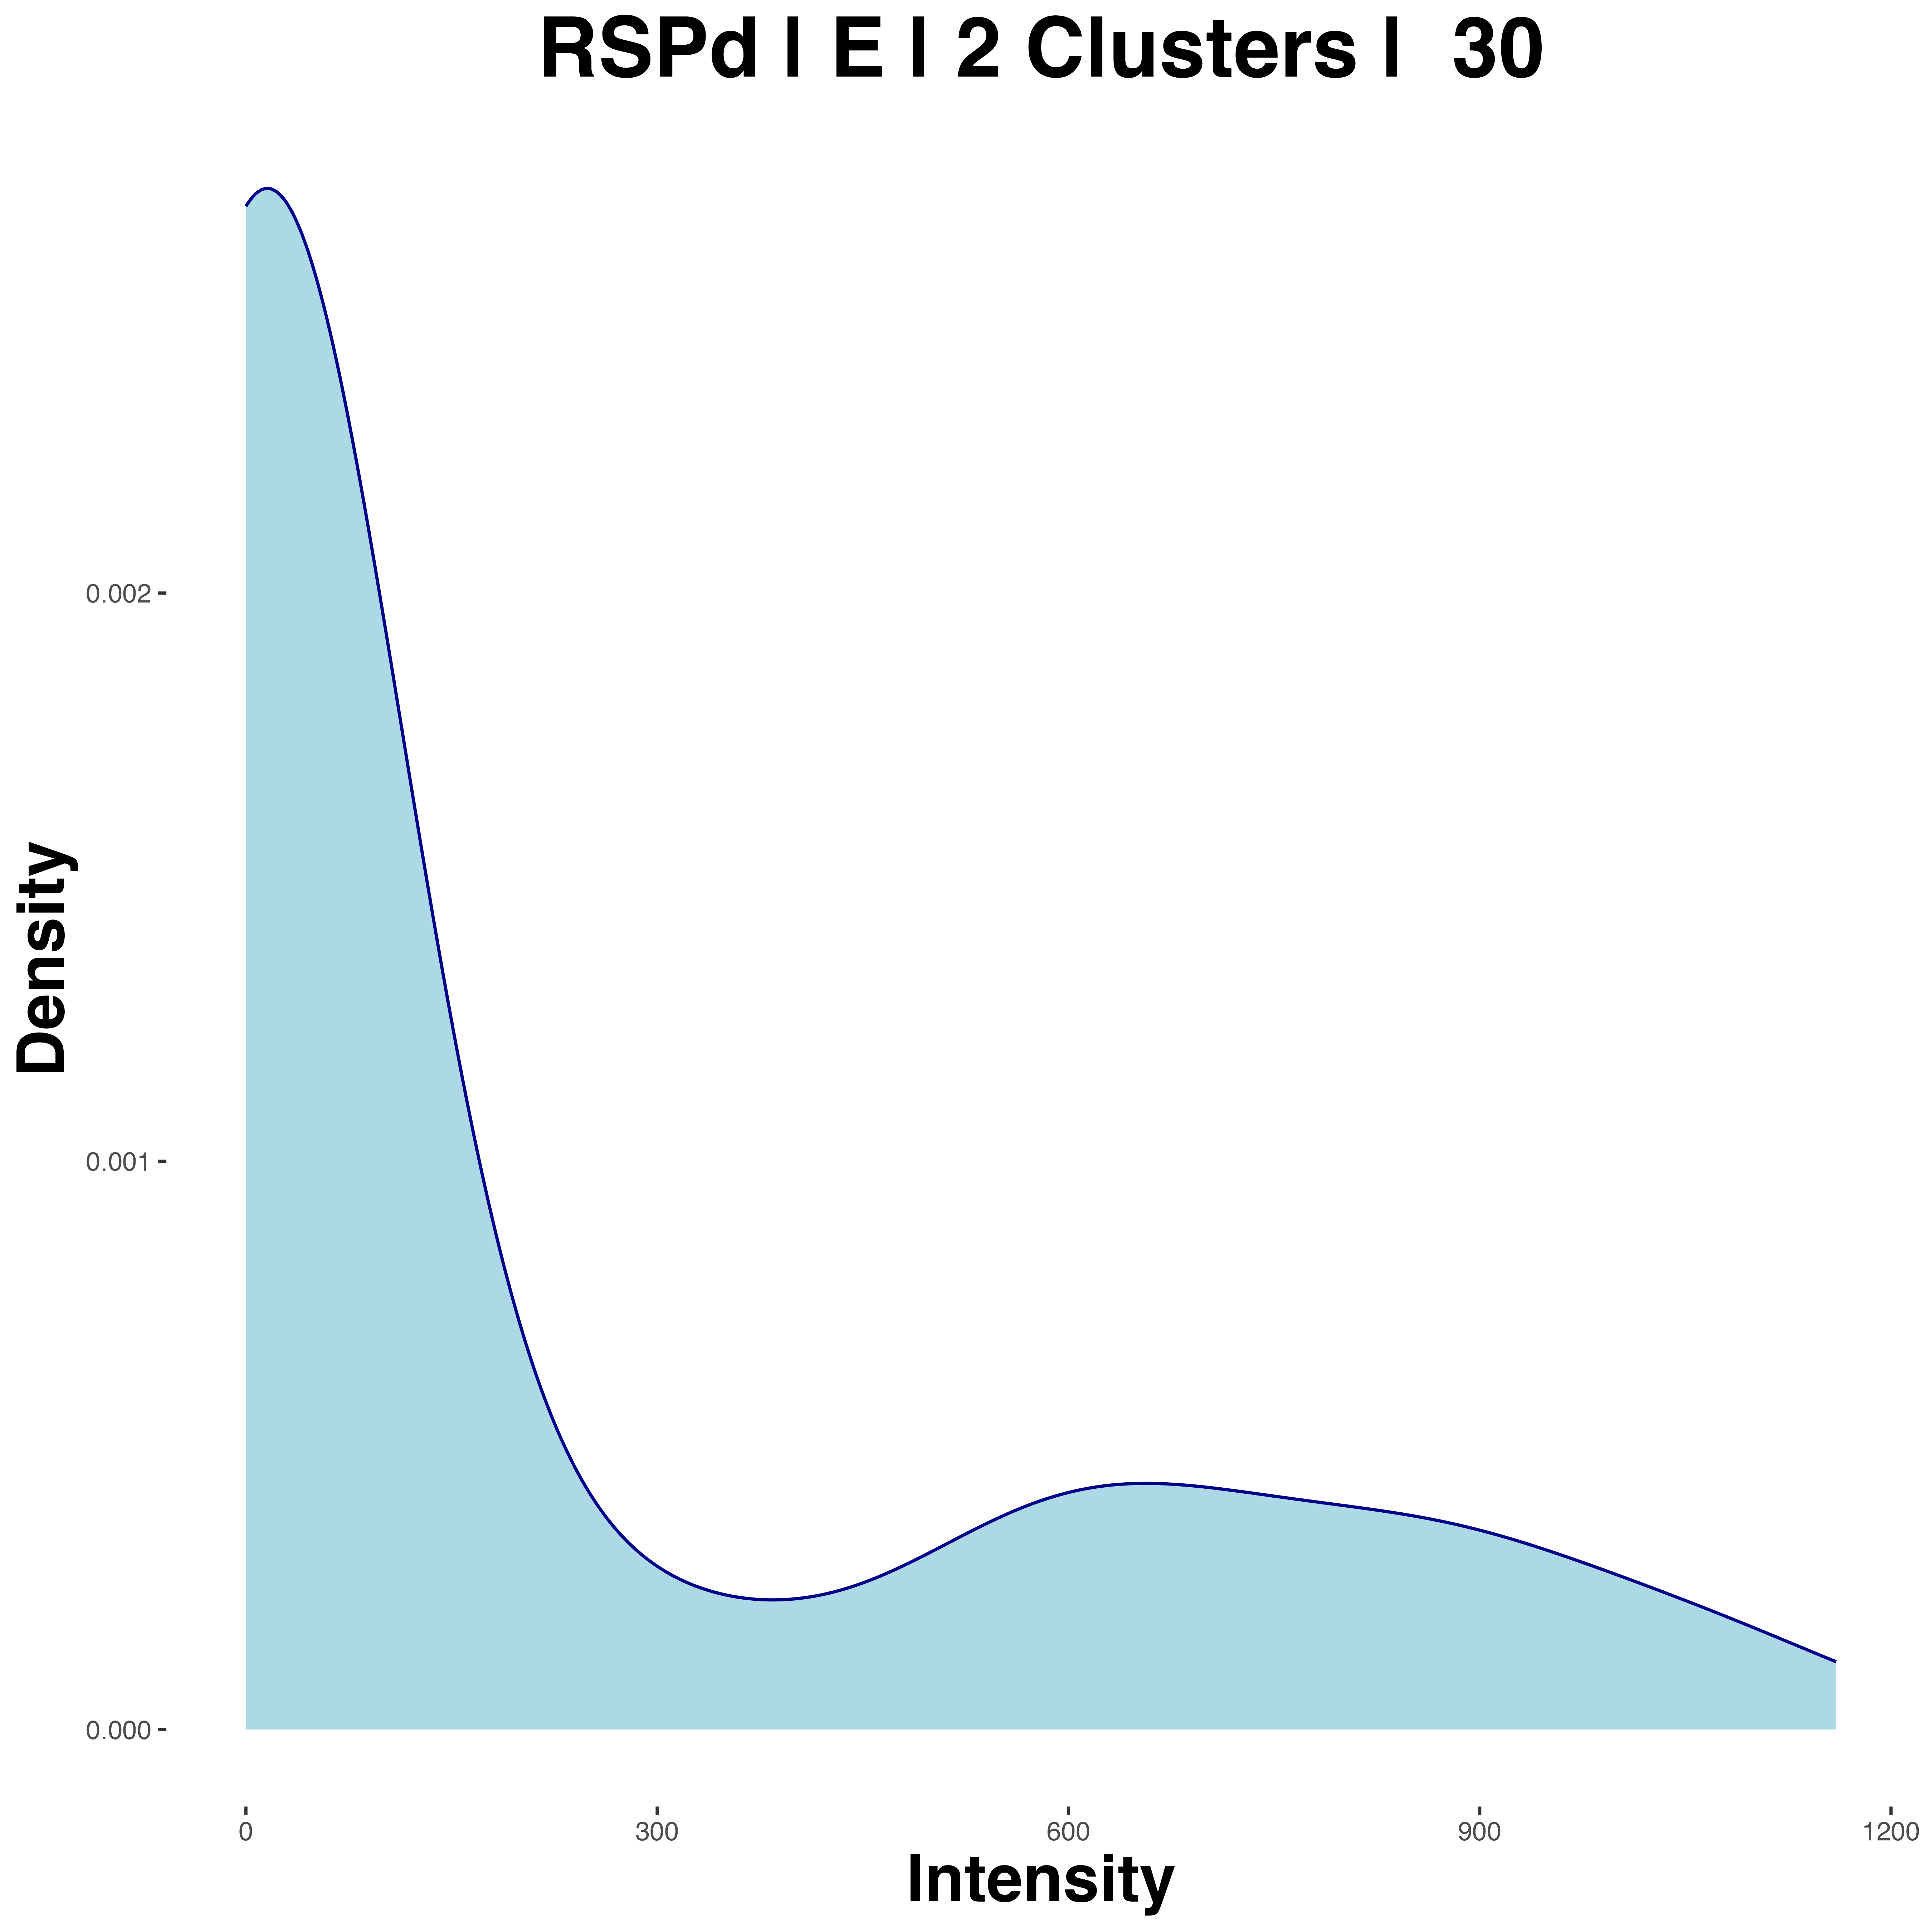 RSPd | E | 2 Clusters |  30
Density
0.002
0.001
0.000
0 300 600 900 1200
Intensity